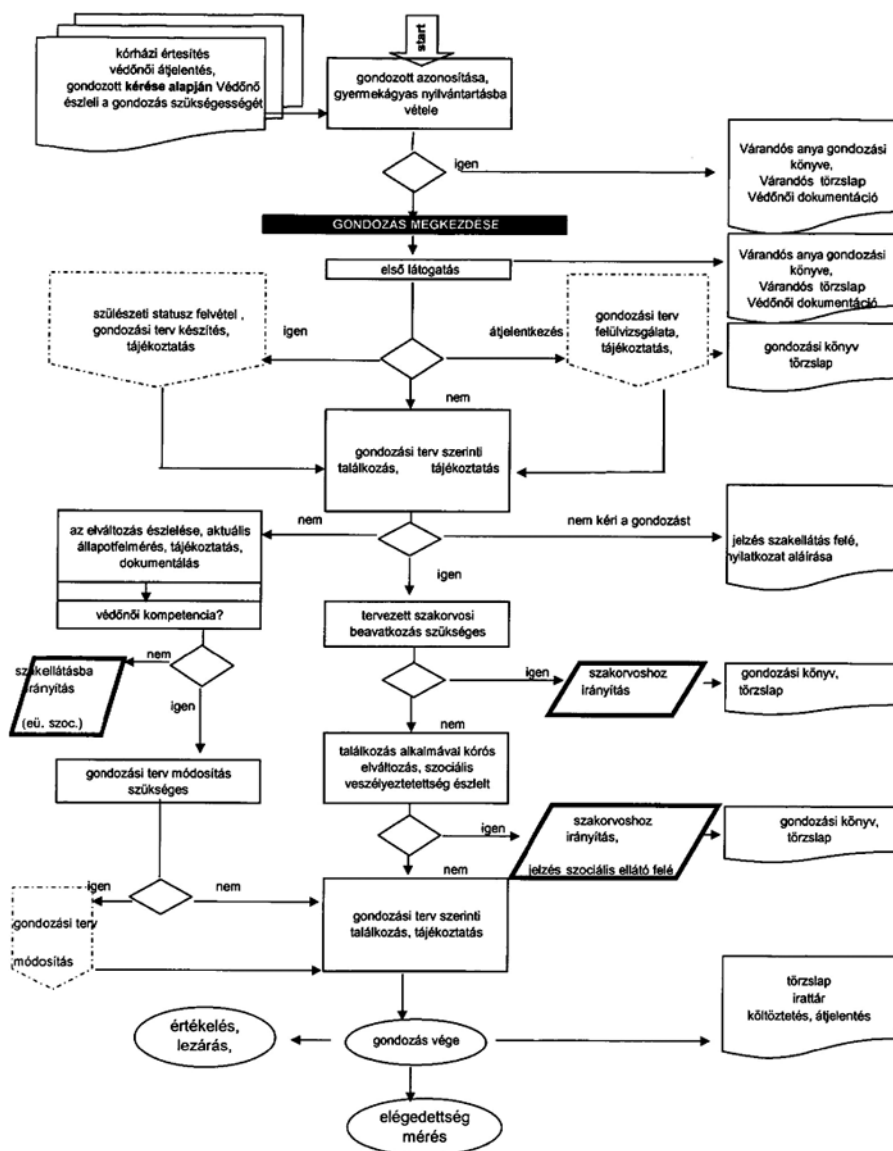 start
kórházi értesítés
védőnői átjelentés,
gondozott kérése alapján Védőnő
észleli a gondozás szükségességét
gondozott azonosítása,
gyermekágyas nyilvántartásba
vétele
igen
Várandós anya gondozási
könyve,
Várandós törzslap
Védőnői dokumentáció
GONDOZÁS MEGKEZDÉSE
első látogatás
Várandós anya gondozási
könyve,
Várandós törzslap
Védőnői dokumentáció
szülészeti statusz felvétel ,
gondozási terv készítés,
tájékoztatás
igen
átjelentkezés
gondozási terv
felülvizsgálata,
tájékoztatás,
gondozási könyv
törzslap
nem
gondozási terv szerinti
találkozás, tájékoztatás
az elváltozás észlelése, aktuális
állapotfelmérés, tájékoztatás,
dokumentálás
nem
nem kéri a gondozást
jelzés szakellátás felé,
nyilatkozat aláírása
igen
védőnői kompetencia?
tervezett szakorvosi
beavatkozás szükséges
nem
szakellátásba
irányítás
(eü. szoc.)
igen
igen
szakorvoshoz
irányítás
gondozási könyv,
törzslap
nem
gondozási terv módosítás
szükséges
találkozás alkalmával kórós
elváltozás, szociális
veszélyeztetettség észlelt
igen
szakorvoshoz
irányítás,
jelzés szociális ellátó felé
gondozási könyv,
törzslap
nem
igen
nem
gondozási terv
módosítás
gondozási terv szerinti
találkozás, tájékoztatás
törzslap
irattár
költöztetés, átjelentés
értékelés,
lezárás,
gondozás vége
elégedettség
mérés